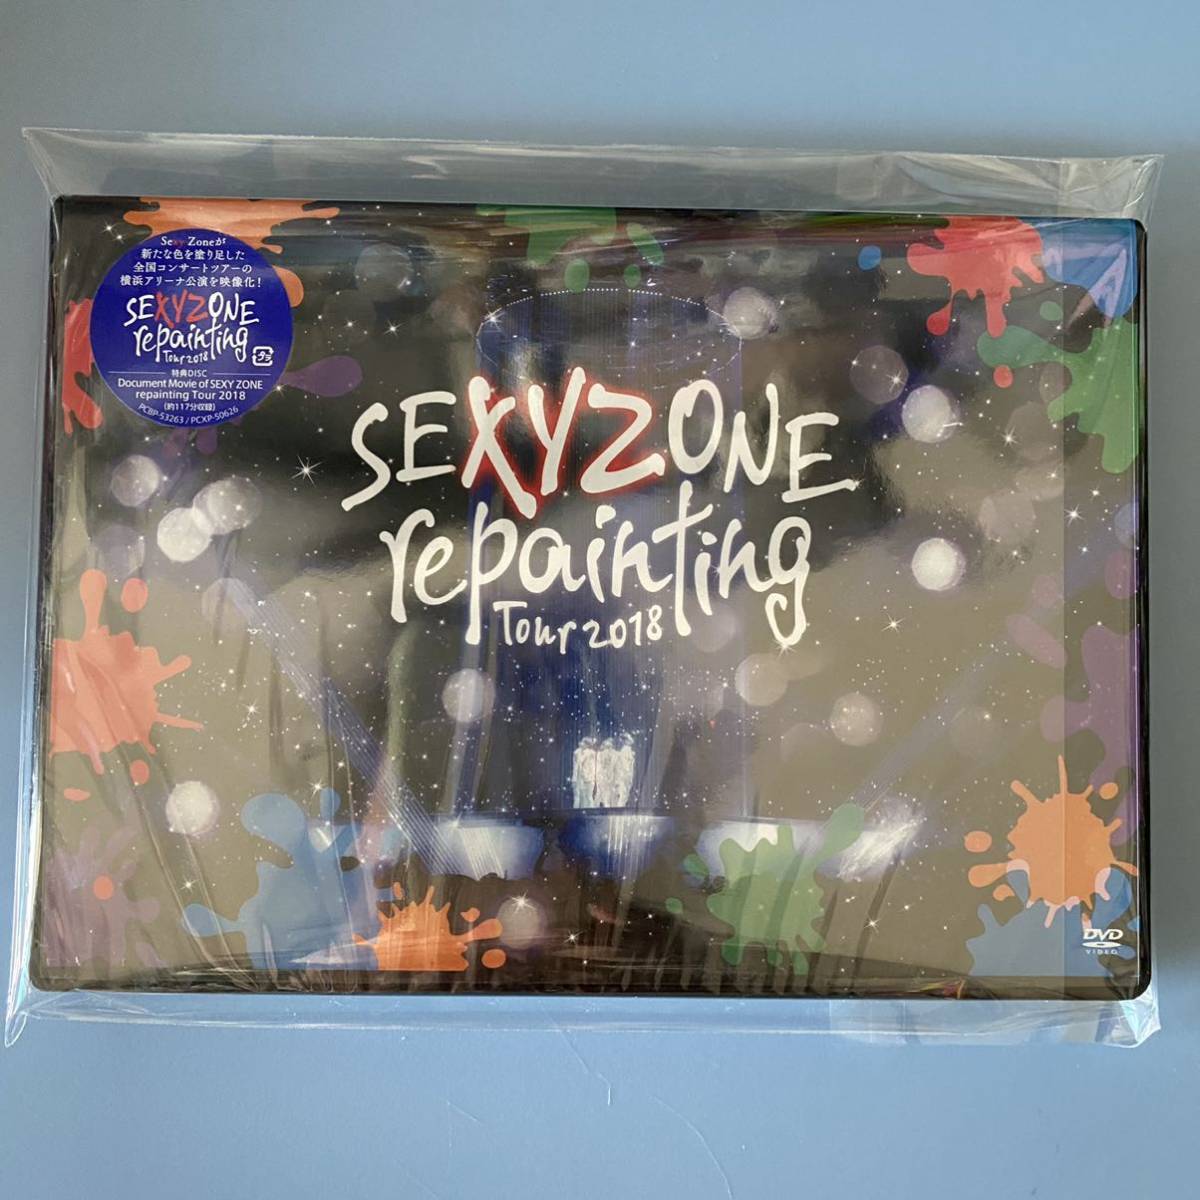 Sexy Zoneが
新たな色を塗り足した
全国コンサートツアーの
横浜アリーナ公演を映像化！
SEXYZONE
repainting
Tour 2018
特典DISC
Document Movie of SEXY ZONE
repainting Tour 2018
(約117分収録)
PCBP-53263 / PCXP-50626
SEXYZONE
repainting
Tour 2018
DVD
VIDEO